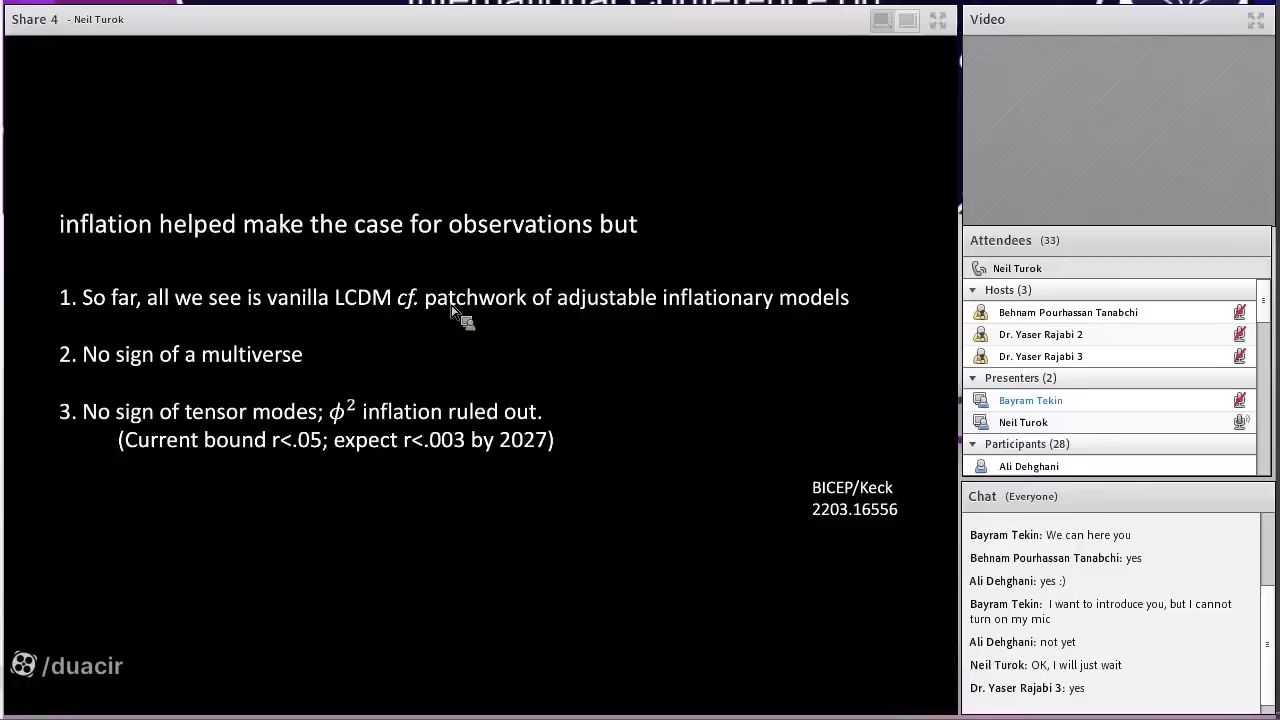 International Conference on
Share 4 - Neil Turok
inflation helped make the case for observations but
1. So far, all we see is vanilla LCDM cf. patchwork of adjustable inflationary models
2. No sign of a multiverse
3. No sign of tensor modes; ϕ² inflation ruled out.
(Current bound r<.05; expect r<.003 by 2027)
BICEP/Keck
2203.16556
/duacir
Video
Attendees (33)
Neil Turok
Hosts (3)
Behnam Pourhassan Tanabchi
Dr. Yaser Rajabi 2
Dr. Yaser Rajabi 3
Presenters (2)
Bayram Tekin
Neil Turok
Participants (28)
Ali Dehghani
Chat (Everyone)
Bayram Tekin: We can here you
Behnam Pourhassan Tanabchi: yes
Ali Dehghani: yes :)
Bayram Tekin: I want to introduce you, but I cannot
turn on my mic
Ali Dehghani: not yet
Neil Turok: OK, I will just wait
Dr. Yaser Rajabi 3: yes